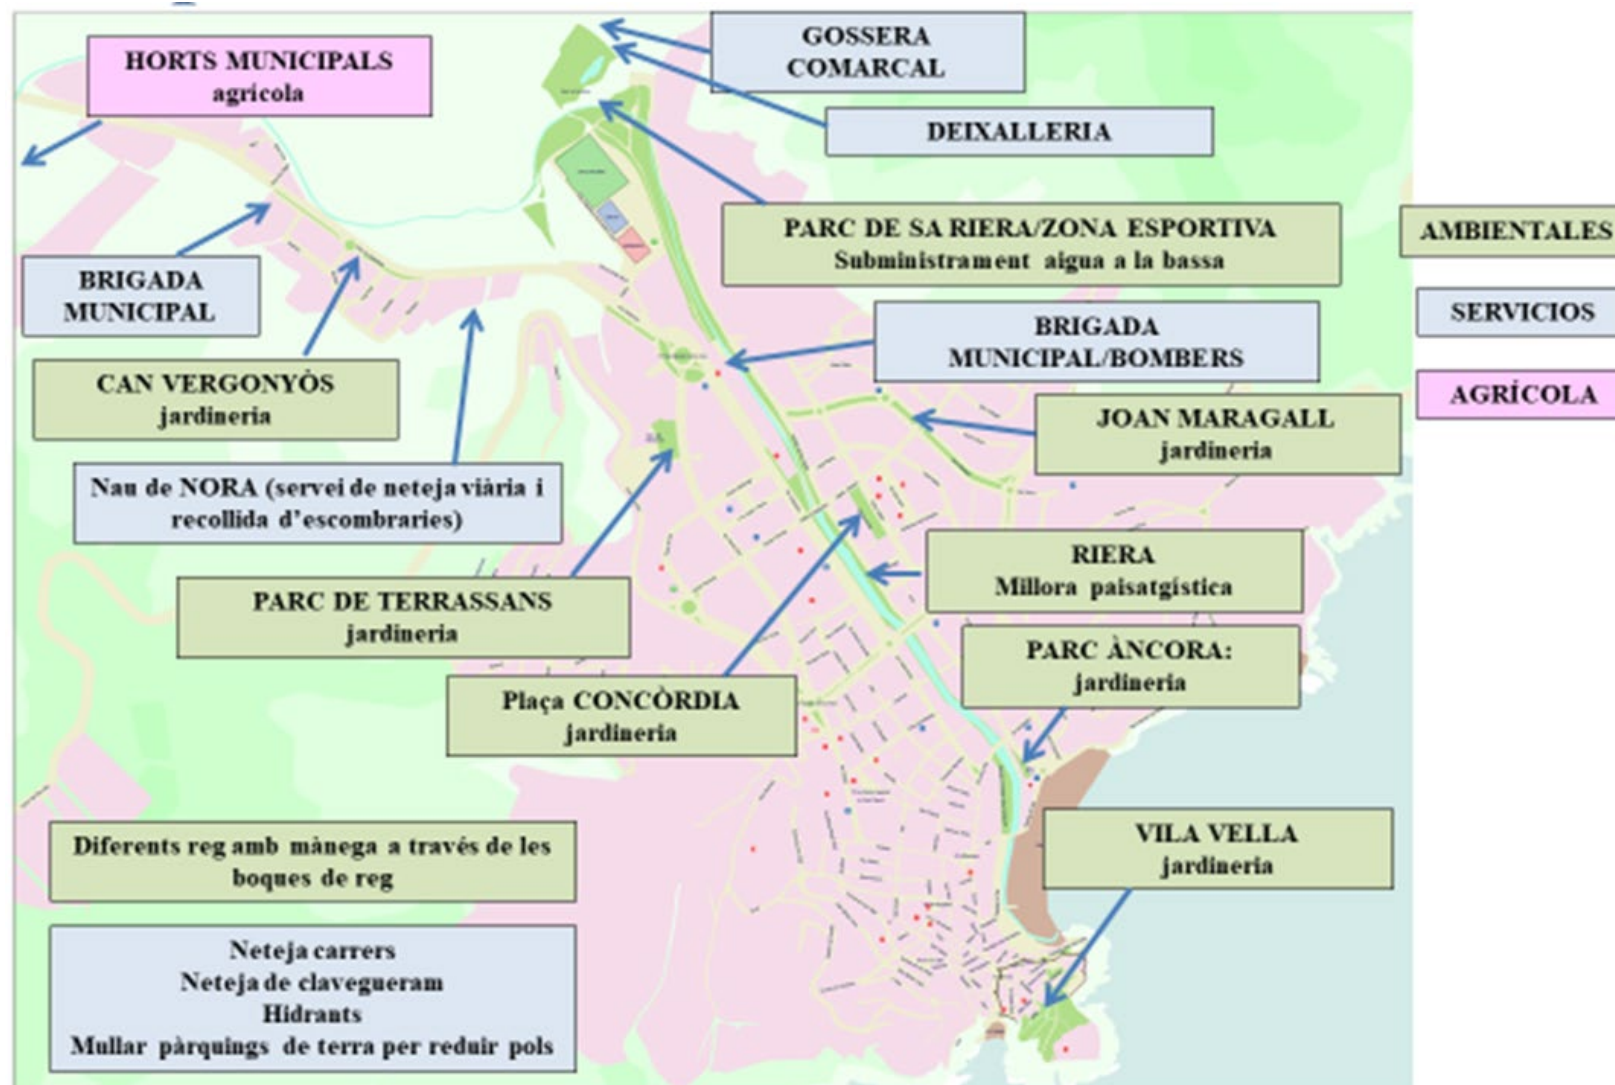 HORTS MUNICIPALS
agrícola
GOSSERA
COMARCAL
DEIXALLERIA
PARC DE SA RIERA/ZONA ESPORTIVA
Subministrament aigua a la bassa
AMBIENTALES
BRIGADA
MUNICIPAL
SERVICIOS
BRIGADA
MUNICIPAL/BOMBERS
CAN VERGONYÒS
jardineria
AGRÍCOLA
JOAN MARAGALL
jardineria
Nau de NORA (servei de neteja viària i
recollida d'escombraries)
RIERA
Millora paisatgística
PARC DE TERRASSANS
jardineria
PARC ÀNCORA:
jardineria
Plaça CONCÒRDIA
jardineria
VILA VELLA
jardineria
Diferents reg amb mànega a través de les
boques de reg
Neteja carrers
Neteja de clavegueram
Hidrants
Mullar pàrquings de terra per reduir pols